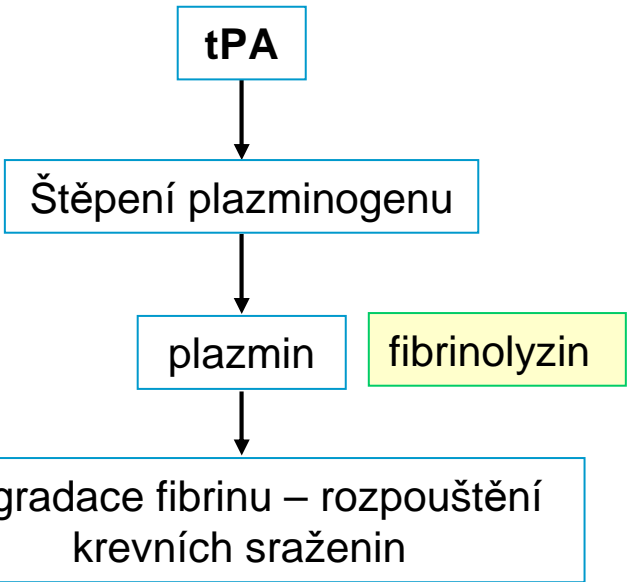 tPA
Štěpení plazminogenu
plazmin
fibrinolyzin
gradace fibrinu – rozpouštění
krevních sraženin